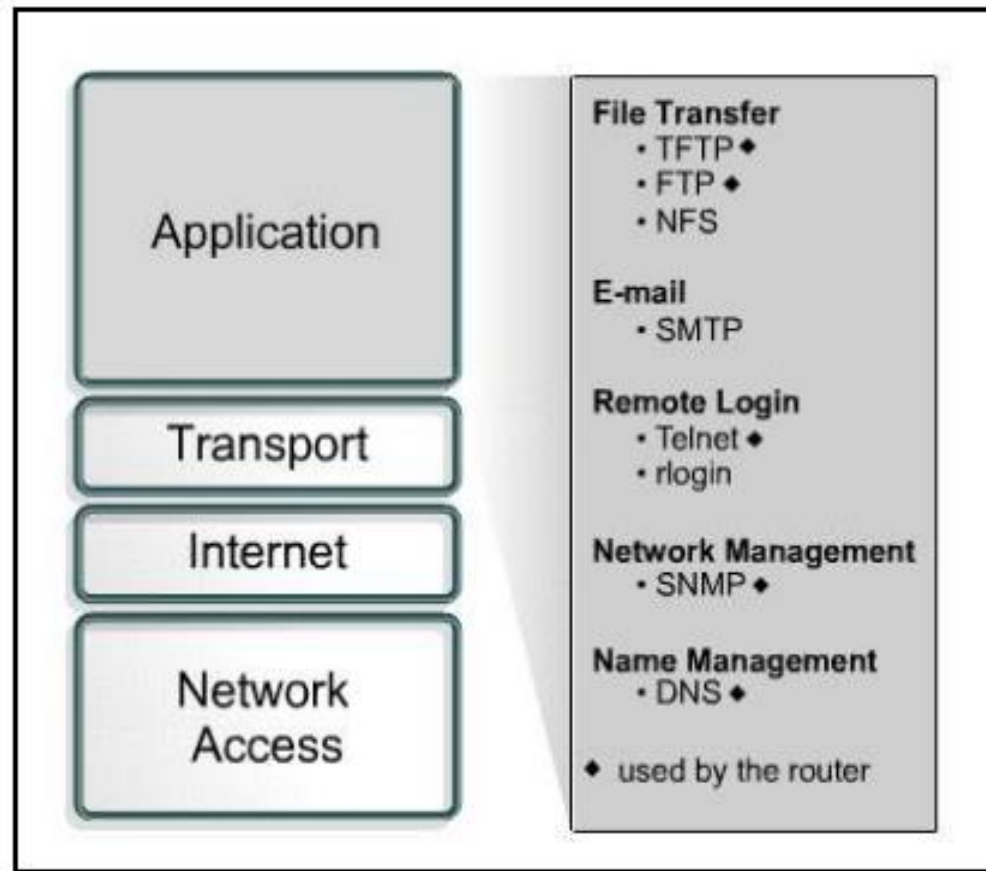 Application
Transport
Internet
Network
Access
File Transfer
• TFTP ◆
• FTP ◆
• NFS
E-mail
• SMTP
Remote Login
• Telnet ◆
• rlogin
Network Management
• SNMP ◆
Name Management
• DNS ◆
◆ used by the router